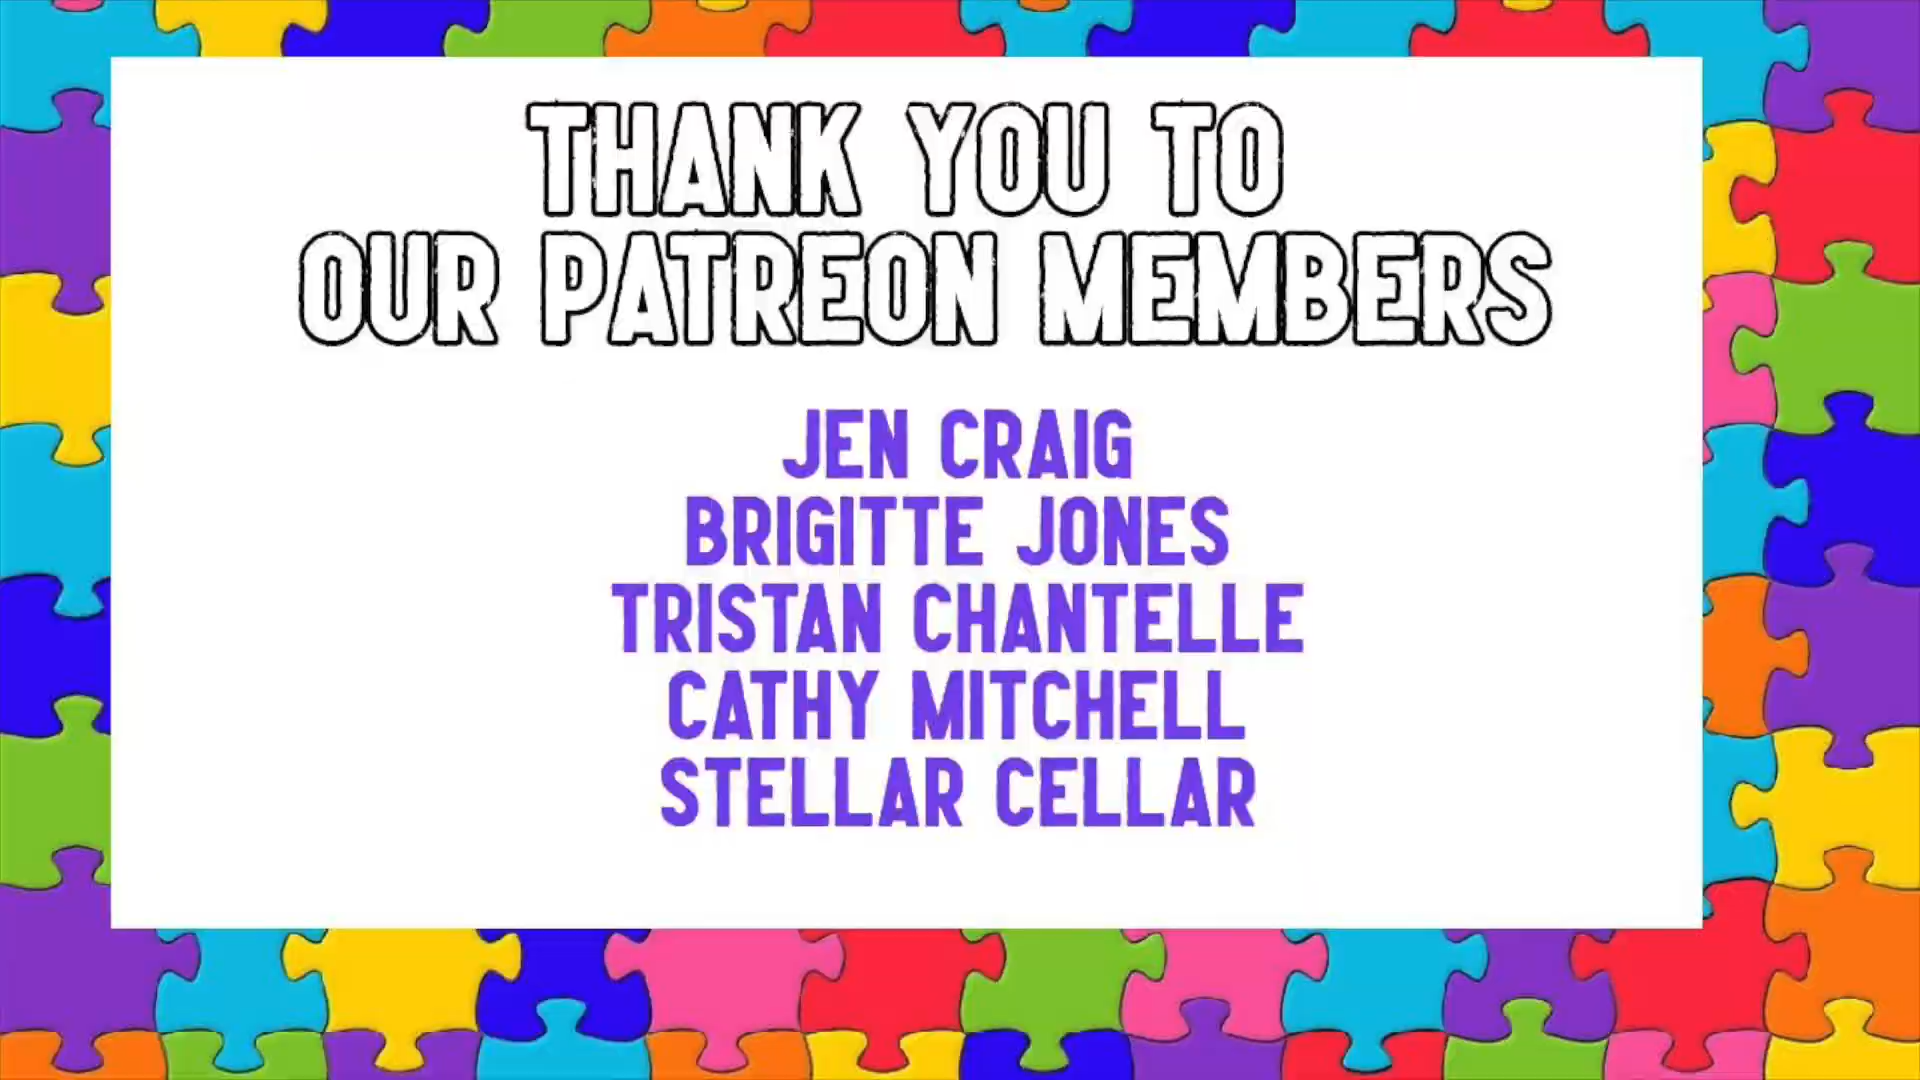 THANK YOU TO
OUR PATREON MEMBERS
JEN CRAIG
BRIGITTE JONES
TRISTAN CHANTELLE
CATHY MITCHELL
STELLAR CELLAR